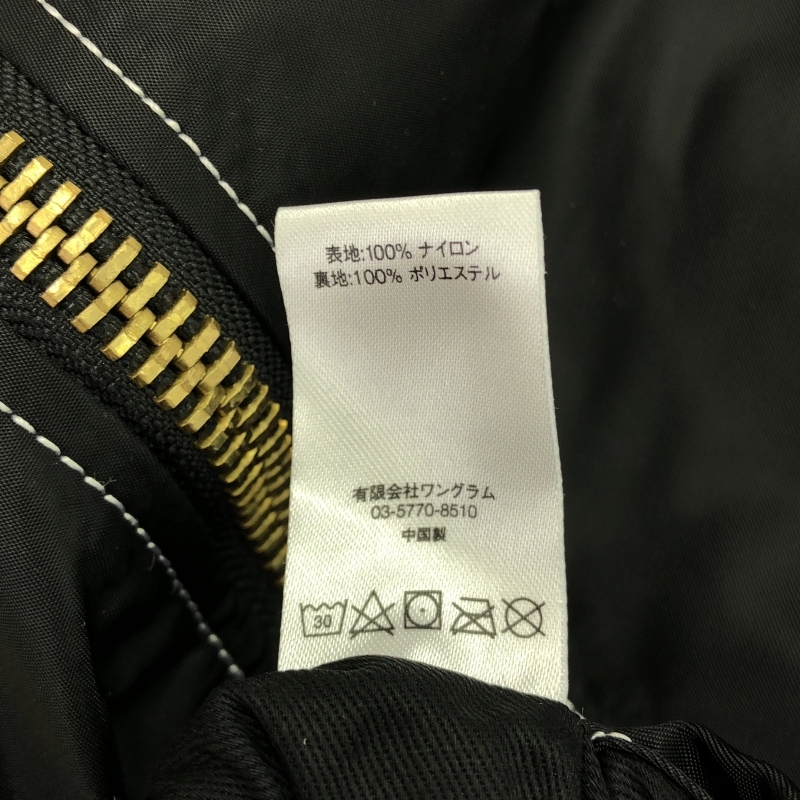 表地:100% ナイロン
裏地:100% ポリエステル
有限会社ワングラム
03-5770-8510
中国製
30